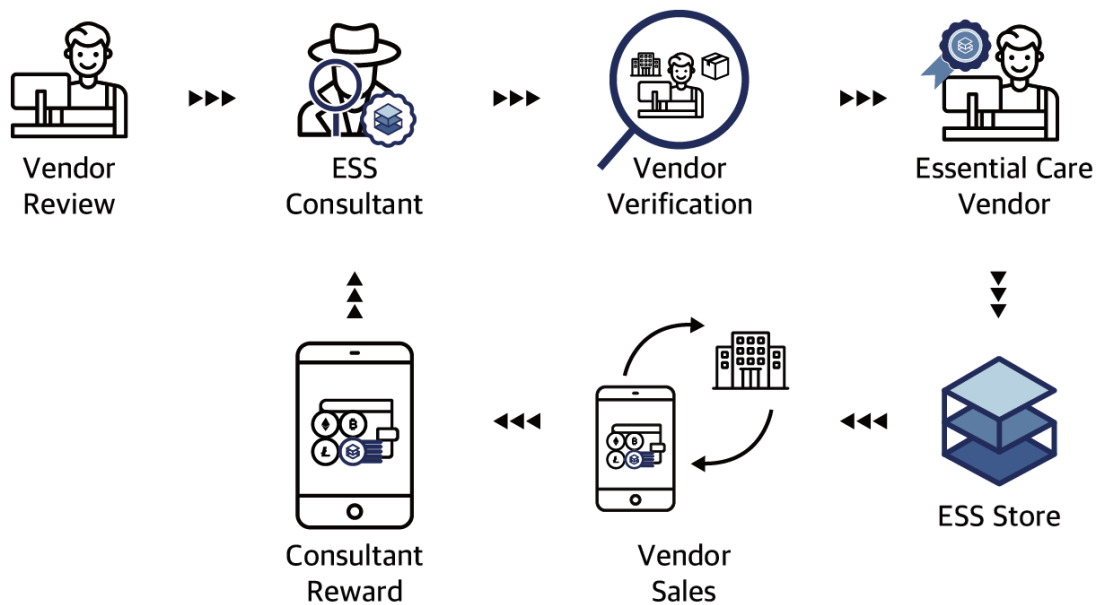 Vendor
Review
ESS
Consultant
Vendor
Verification
Essential Care
Vendor
Consultant
Reward
Vendor
Sales
ESS Store